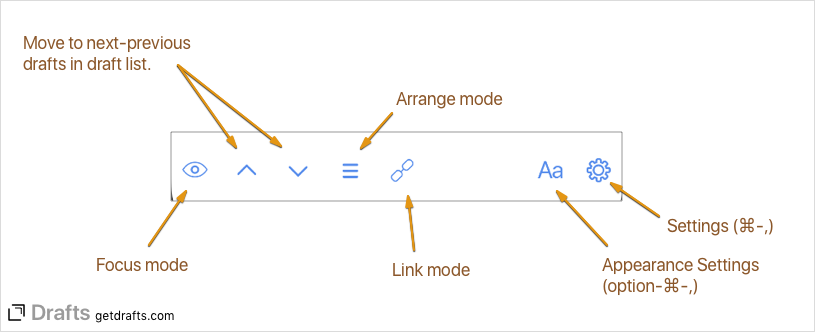 Move to next-previous
drafts in draft list.
Arrange mode
Aa
Settings (⌘-,)
Focus mode
Link mode
Appearance Settings
(option-⌘-,)
Drafts getdrafts.com